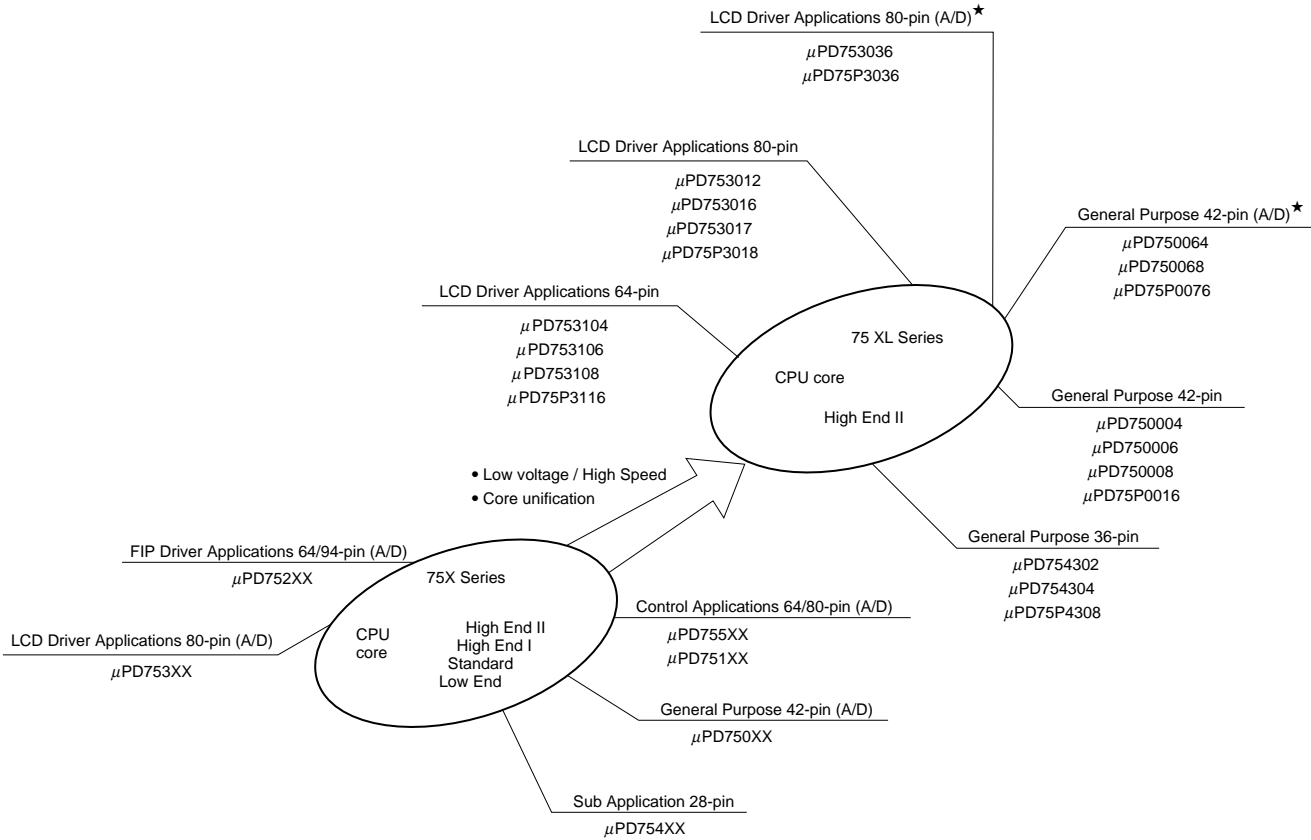 LCD Driver Applications 80-pin (A/D)★
μPD753036
μPD75P3036
LCD Driver Applications 80-pin
μPD753012
μPD753016
μPD753017
μPD75P3018
General Purpose 42-pin (A/D)★
μPD750064
μPD750068
μPD75P0076
LCD Driver Applications 64-pin
μPD753104
μPD753106
μPD753108
μPD75P3116
75 XL Series
CPU core
High End II
General Purpose 42-pin
μPD750004
μPD750006
μPD750008
μPD75P0016
• Low voltage / High Speed
• Core unification
General Purpose 36-pin
μPD754302
μPD754304
μPD75P4308
FIP Driver Applications 64/94-pin (A/D)
μPD752XX
75X Series
CPU
core
High End II
High End I
Standard
Low End
LCD Driver Applications 80-pin (A/D)
μPD753XX
Control Applications 64/80-pin (A/D)
μPD755XX
μPD751XX
General Purpose 42-pin (A/D)
μPD750XX
Sub Application 28-pin
μPD754XX